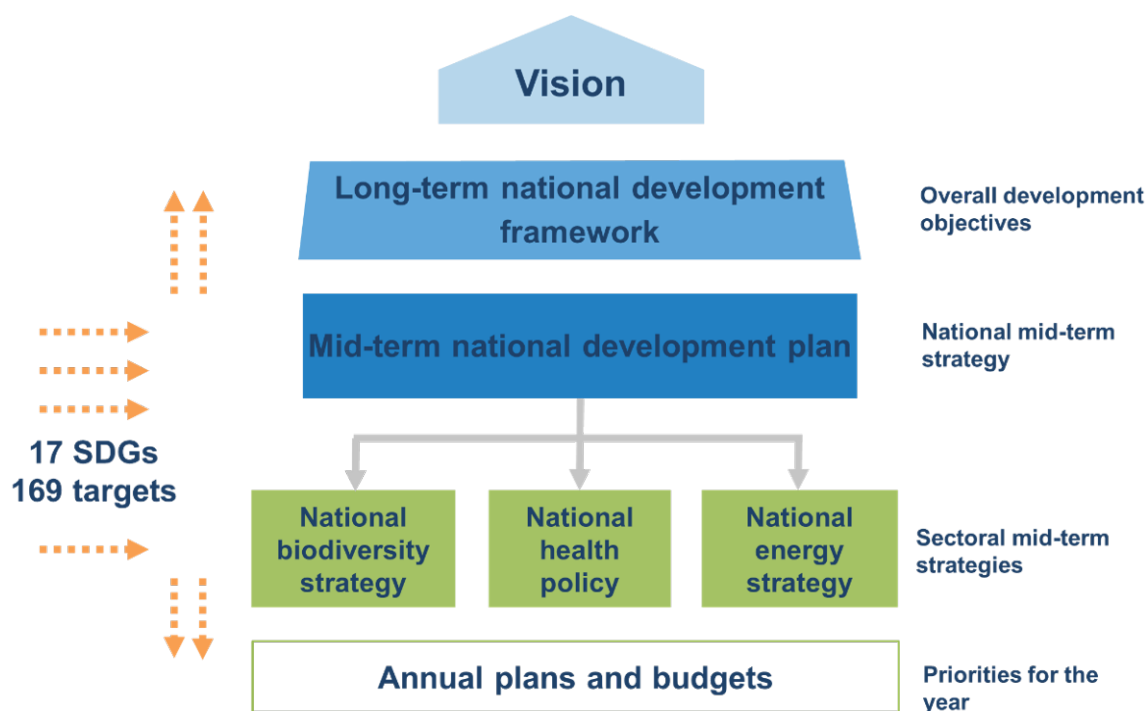 Vision
Long-term national development
framework
Overall development
objectives
Mid-term national development plan
National mid-term
strategy
17 SDGs
169 targets
National
biodiversity
strategy
National
health
policy
National
energy
strategy
Sectoral mid-term
strategies
Annual plans and budgets
Priorities for the
year